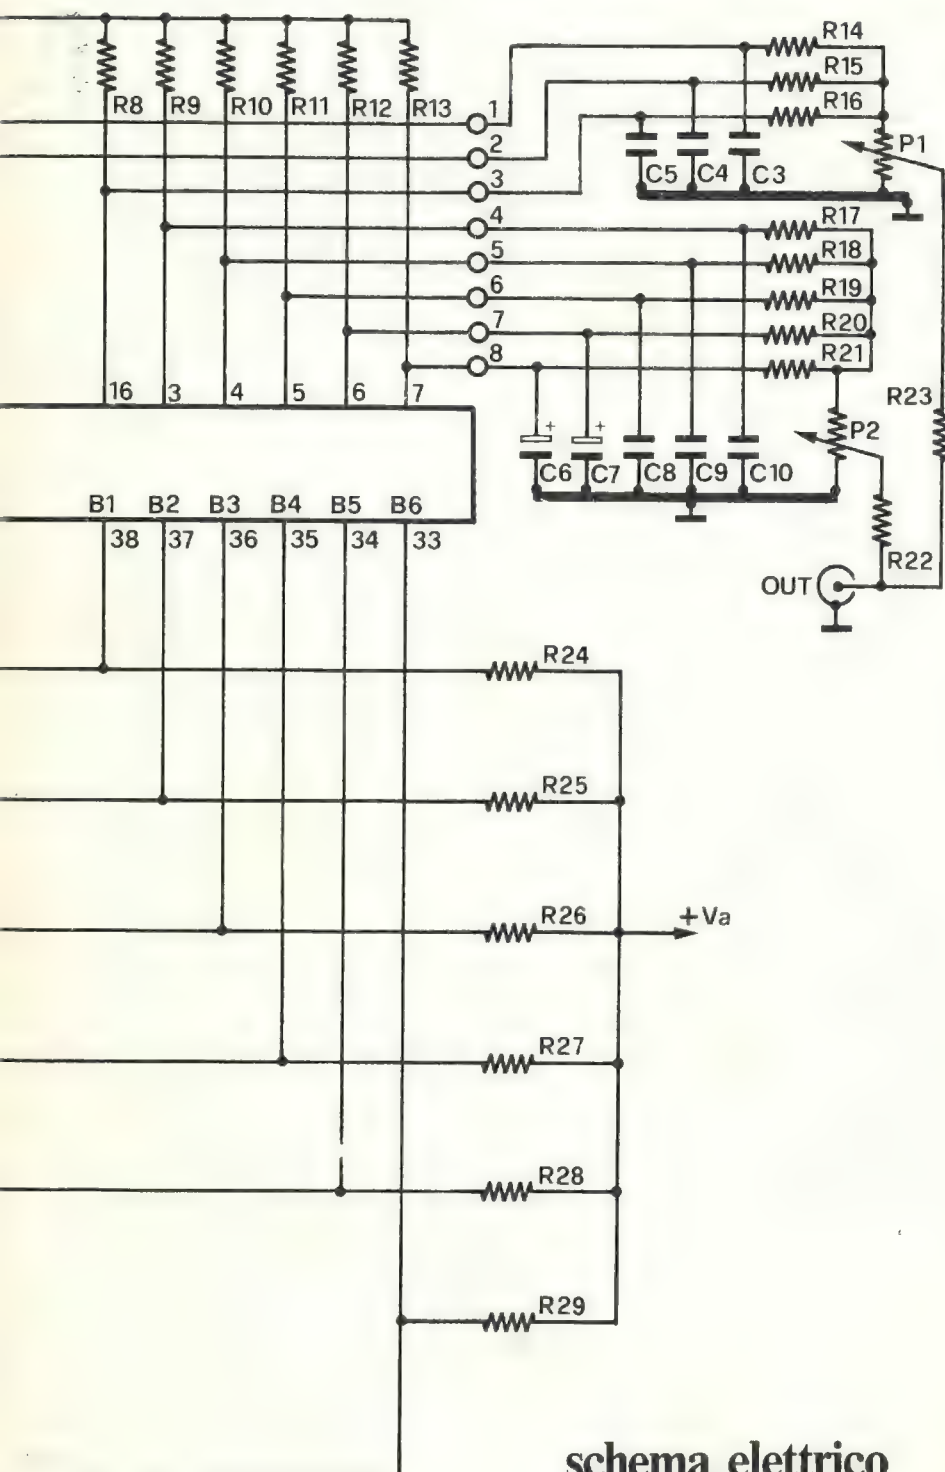 R14
R15
R8 R9 R10 R11 R12 R13 1 R16
2 P1
C5 C4 C3
3
4 R17
5 R18
6 R19
7 R20
8 R21
16 3 4 5 6 7 R23
+ + P2
C6 C7 C8 C9 C10
B1 B2 B3 B4 B5 B6
38 37 36 35 34 33
R22
OUT
R24
R25
R26 +Va
R27
R28
R29
schema elettrico